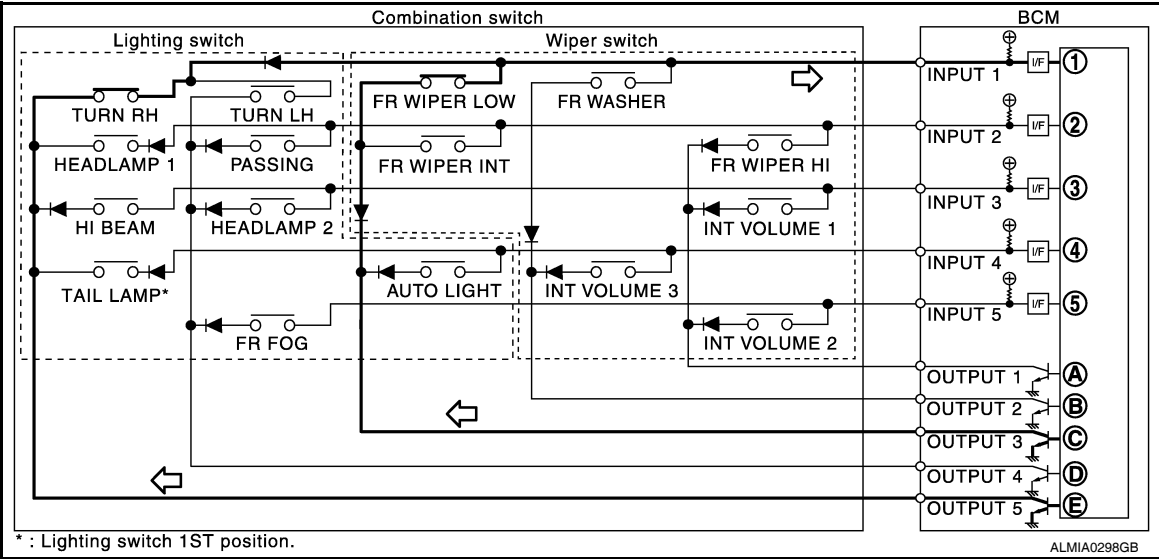 Combination switch
BCM
Lighting switch
Wiper switch
INPUT 1
I/F
1
TURN RH
TURN LH
FR WIPER LOW
FR WASHER
INPUT 2
I/F
2
HEADLAMP 1
PASSING
FR WIPER INT
FR WIPER HI
INPUT 3
I/F
3
HI BEAM
HEADLAMP 2
INT VOLUME 1
INPUT 4
I/F
4
TAIL LAMP*
AUTO LIGHT
INT VOLUME 3
INPUT 5
I/F
5
FR FOG
INT VOLUME 2
OUTPUT 1
A
OUTPUT 2
B
OUTPUT 3
C
OUTPUT 4
D
OUTPUT 5
E
* : Lighting switch 1ST position.
ALMIA0298GB